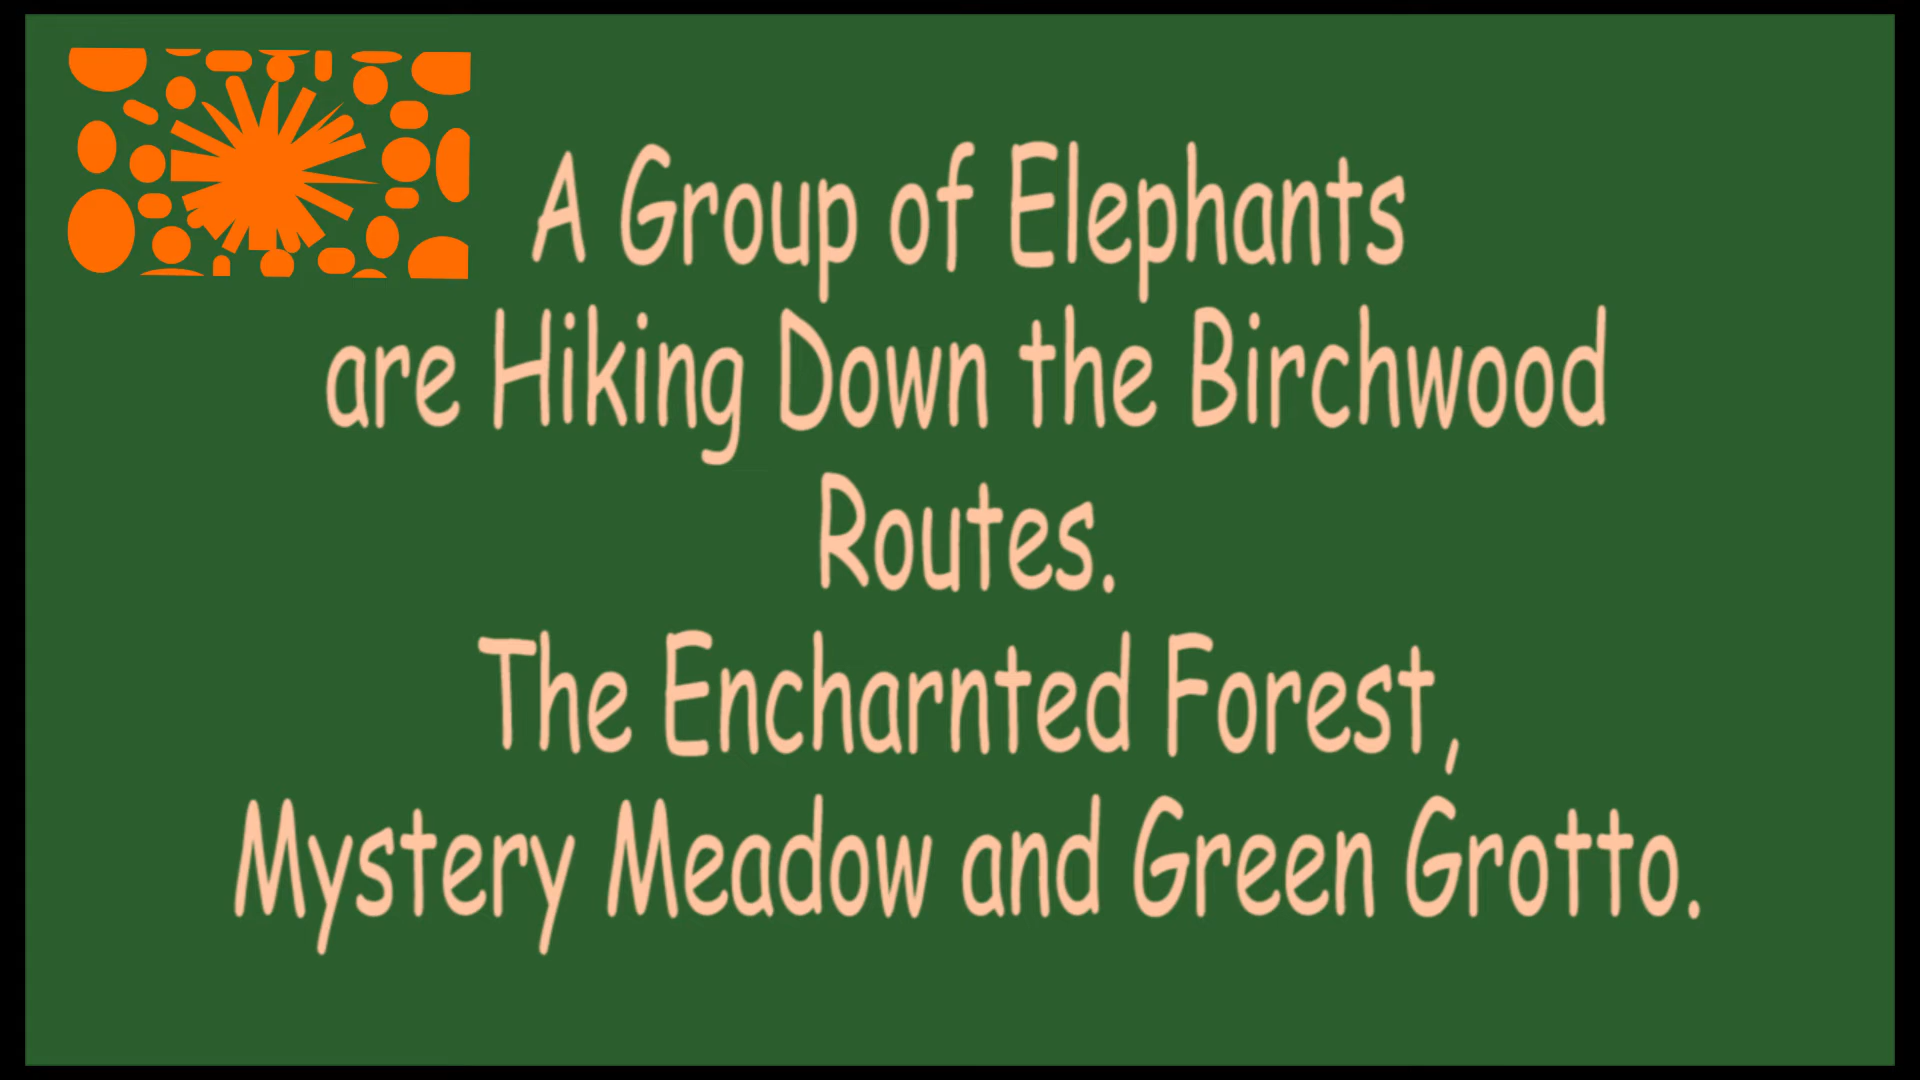 A Group of Elephants
are Hiking Down the Birchwood
Routes.
The Encharnted Forest,
Mystery Meadow and Green Grotto.